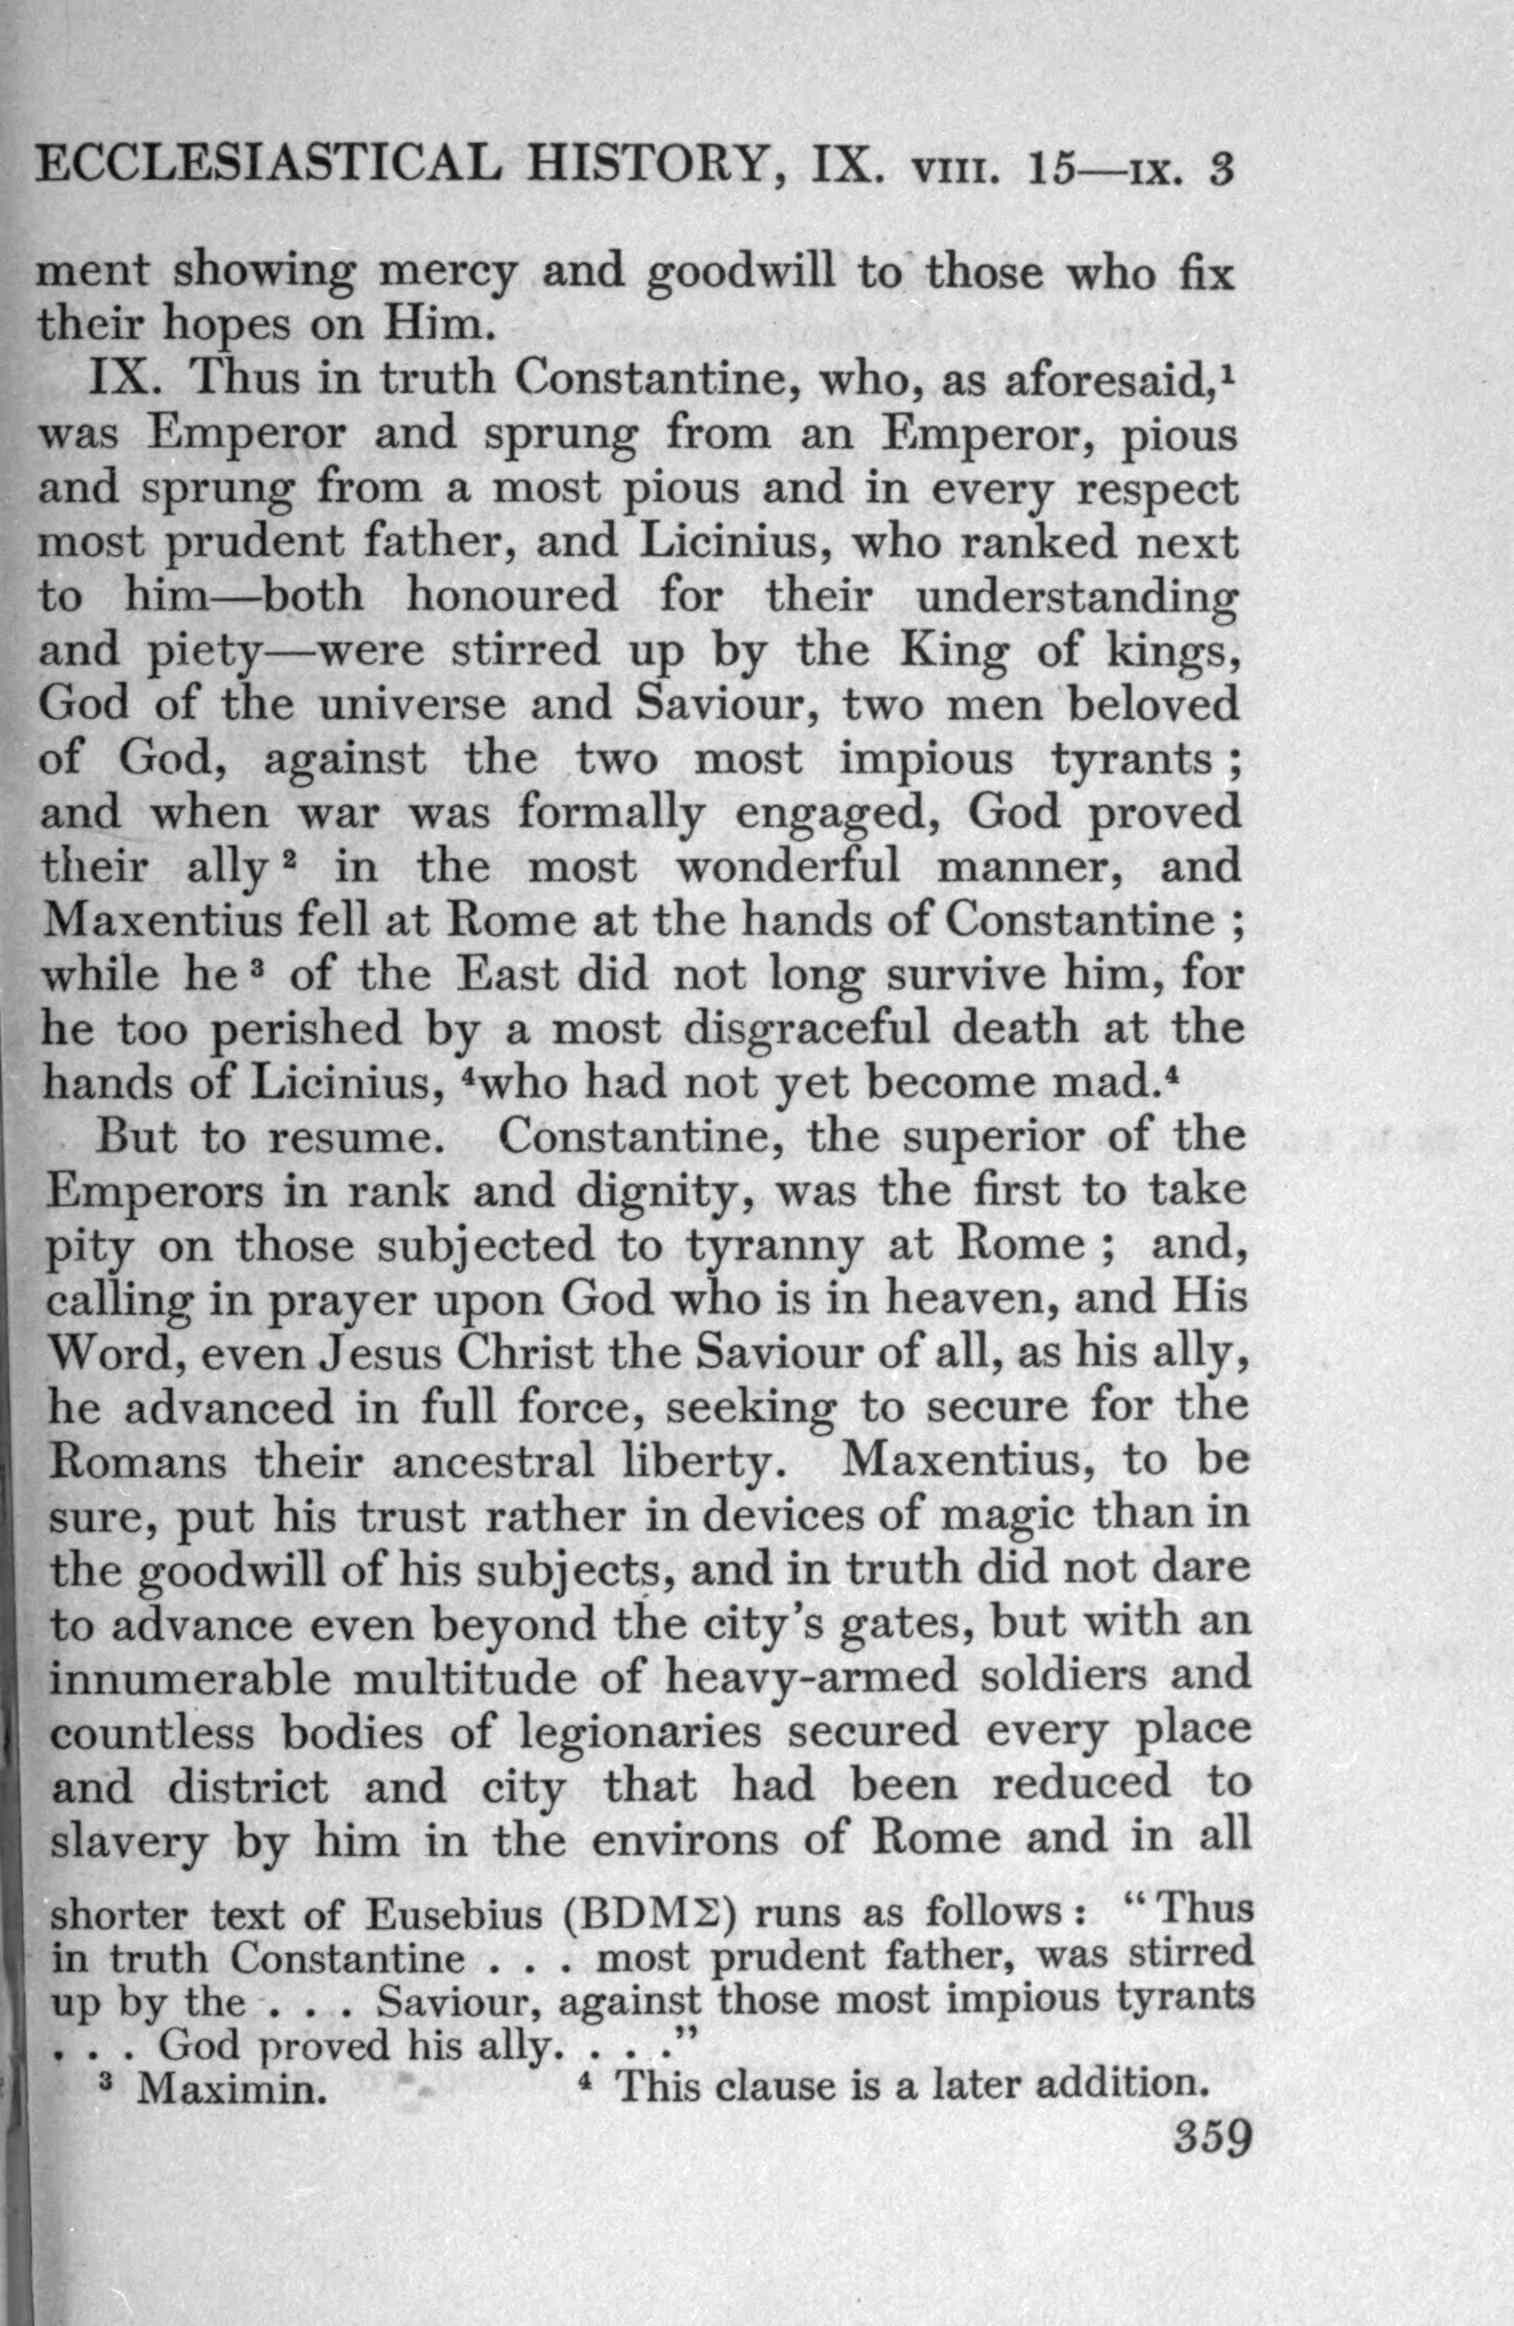 ECCLESIASTICAL HISTORY, IX. VIII. 15—IX. 3
ment showing mercy and goodwill to those who fix
their hopes on Him.
IX. Thus in truth Constantine, who, as aforesaid,¹
was Emperor and sprung from an Emperor, pious
and sprung from a most pious and in every respect
most prudent father, and Licinius, who ranked next
to him—both honoured for their understanding
and piety—were stirred up by the King of kings,
God of the universe and Saviour, two men beloved
of God, against the two most impious tyrants ;
and when war was formally engaged, God proved
their ally ² in the most wonderful manner, and
Maxentius fell at Rome at the hands of Constantine ;
while he ³ of the East did not long survive him, for
he too perished by a most disgraceful death at the
hands of Licinius, ⁴who had not yet become mad.⁴
But to resume. Constantine, the superior of the
Emperors in rank and dignity, was the first to take
pity on those subjected to tyranny at Rome ; and,
calling in prayer upon God who is in heaven, and His
Word, even Jesus Christ the Saviour of all, as his ally,
he advanced in full force, seeking to secure for the
Romans their ancestral liberty. Maxentius, to be
sure, put his trust rather in devices of magic than in
the goodwill of his subjects, and in truth did not dare
to advance even beyond the city's gates, but with an
innumerable multitude of heavy-armed soldiers and
countless bodies of legionaries secured every place
and district and city that had been reduced to
slavery by him in the environs of Rome and in all
shorter text of Eusebius (BDMΣ) runs as follows : "Thus
in truth Constantine . . . most prudent father, was stirred
up by the . . . Saviour, against those most impious tyrants
. . . God proved his ally. . . ."
³ Maximin. ⁴ This clause is a later addition.
359